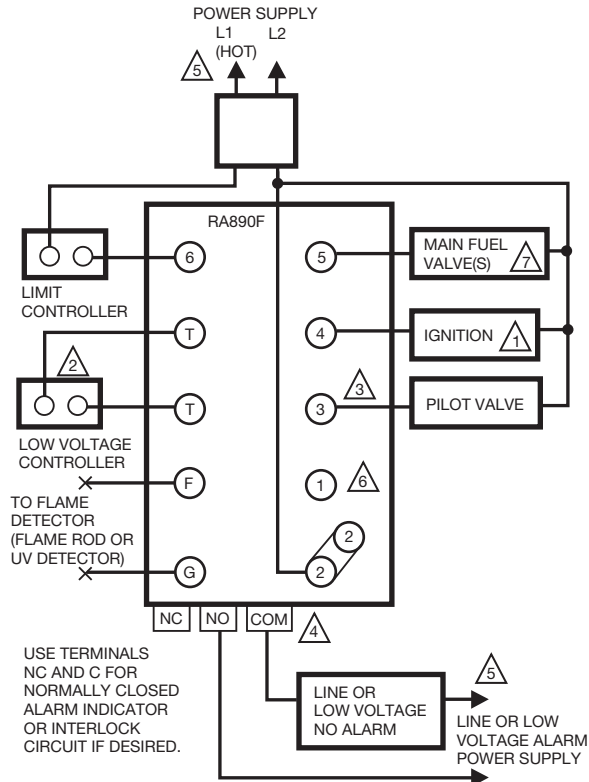 POWER SUPPLY
L1
(HOT)
L2
5
RA890F
6
5
MAIN FUEL
VALVE(S)
7
LIMIT
CONTROLLER
T
4
IGNITION
1
2
T
3
3
PILOT VALVE
LOW VOLTAGE
CONTROLLER
F
1
6
TO FLAME
DETECTOR
(FLAME ROD OR
UV DETECTOR)
2
G
2
NC
NO
COM
4
USE TERMINALS
NC AND C FOR
NORMALLY CLOSED
ALARM INDICATOR
OR INTERLOCK
CIRCUIT IF DESIRED.
LINE OR
LOW VOLTAGE
NO ALARM
5
LINE OR LOW
VOLTAGE ALARM
POWER SUPPLY